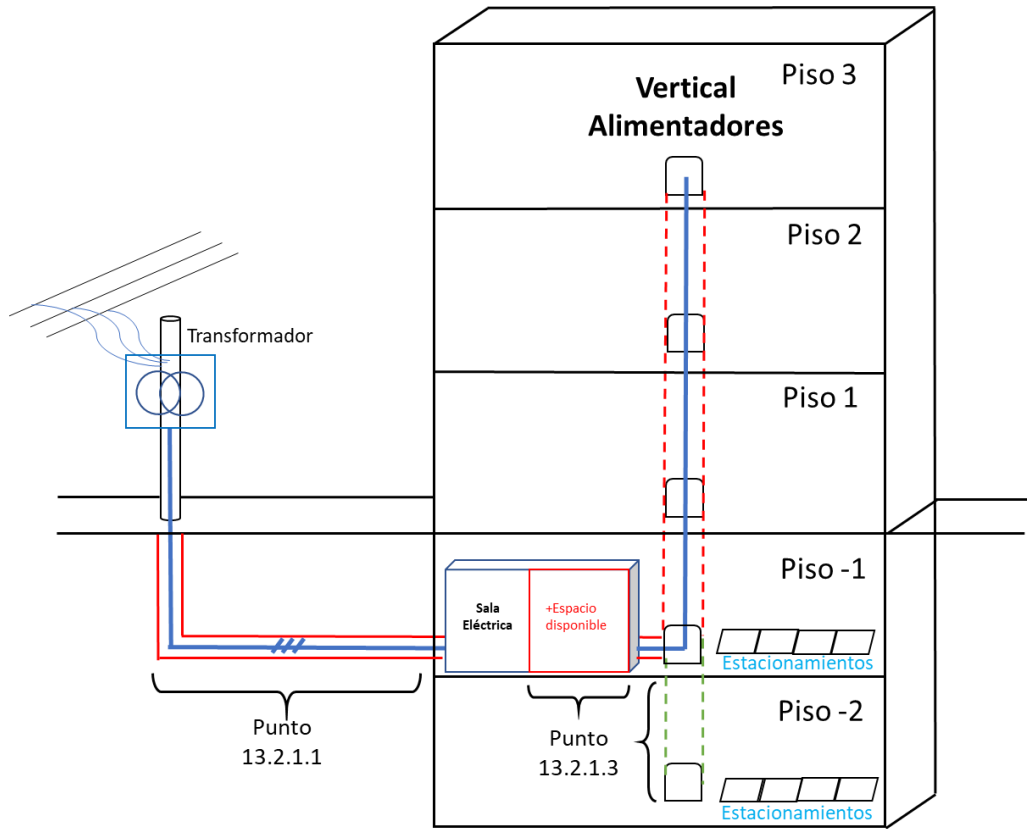 Piso 3
Vertical
Alimentadores
Piso 2
Transformador
Piso 1
Piso -1
Sala
Eléctrica
+Espacio
disponible
Estacionamientos
Punto
13.2.1.1
Punto
13.2.1.3
Piso -2
Estacionamientos